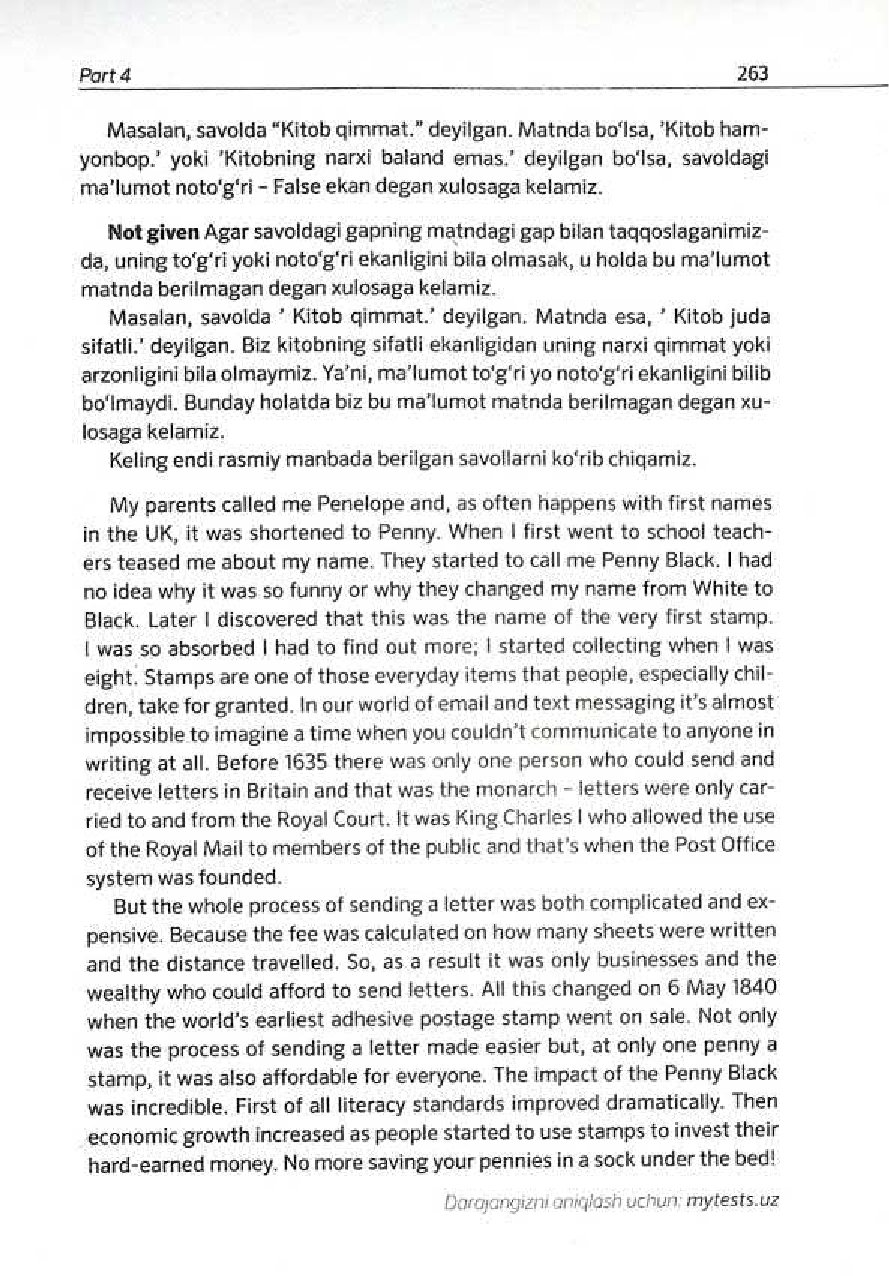 Part 4 263
Masalan, savolda “Kitob qimmat.” deyilgan. Matnda bo‘lsa, ’Kitob ham-
yonbop.’ yoki ’Kitobning narxi baland emas.’ deyilgan bo‘lsa, savoldagi
ma’lumot noto‘g‘ri – False ekan degan xulosaga kelamiz.
Not given Agar savoldagi gapning matndagi gap bilan taqqoslaganimiz-
da, uning to‘g‘ri yoki noto‘g‘ri ekanligini bila olmasak, u holda bu ma’lumot
matnda berilmagan degan xulosaga kelamiz.
Masalan, savolda ’ Kitob qimmat.’ deyilgan. Matnda esa, ’ Kitob juda
sifatli.’ deyilgan. Biz kitobning sifatli ekanligidan uning narxi qimmat yoki
arzonligini bila olmaymiz. Ya’ni, ma’lumot to‘g‘ri yo noto‘g‘ri ekanligini bilib
bo‘lmaydi. Bunday holatda biz bu ma’lumot matnda berilmagan degan xu-
losaga kelamiz.
Keling endi rasmiy manbada berilgan savollarni ko‘rib chiqamiz.
My parents called me Penelope and, as often happens with first names
in the UK, it was shortened to Penny. When I first went to school teach-
ers teased me about my name. They started to call me Penny Black. I had
no idea why it was so funny or why they changed my name from White to
Black. Later I discovered that this was the name of the very first stamp.
I was so absorbed I had to find out more; I started collecting when I was
eight. Stamps are one of those everyday items that people, especially chil-
dren, take for granted. In our world of email and text messaging it’s almost
impossible to imagine a time when you couldn’t communicate to anyone in
writing at all. Before 1635 there was only one person who could send and
receive letters in Britain and that was the monarch – letters were only car-
ried to and from the Royal Court. It was King Charles I who allowed the use
of the Royal Mail to members of the public and that’s when the Post Office
system was founded.
But the whole process of sending a letter was both complicated and ex-
pensive. Because the fee was calculated on how many sheets were written
and the distance travelled. So, as a result it was only businesses and the
wealthy who could afford to send letters. All this changed on 6 May 1840
when the world’s earliest adhesive postage stamp went on sale. Not only
was the process of sending a letter made easier but, at only one penny a
stamp, it was also affordable for everyone. The impact of the Penny Black
was incredible. First of all literacy standards improved dramatically. Then
economic growth increased as people started to use stamps to invest their
hard-earned money. No more saving your pennies in a sock under the bed!
Darajangizni aniqlash uchun: mytests.uz